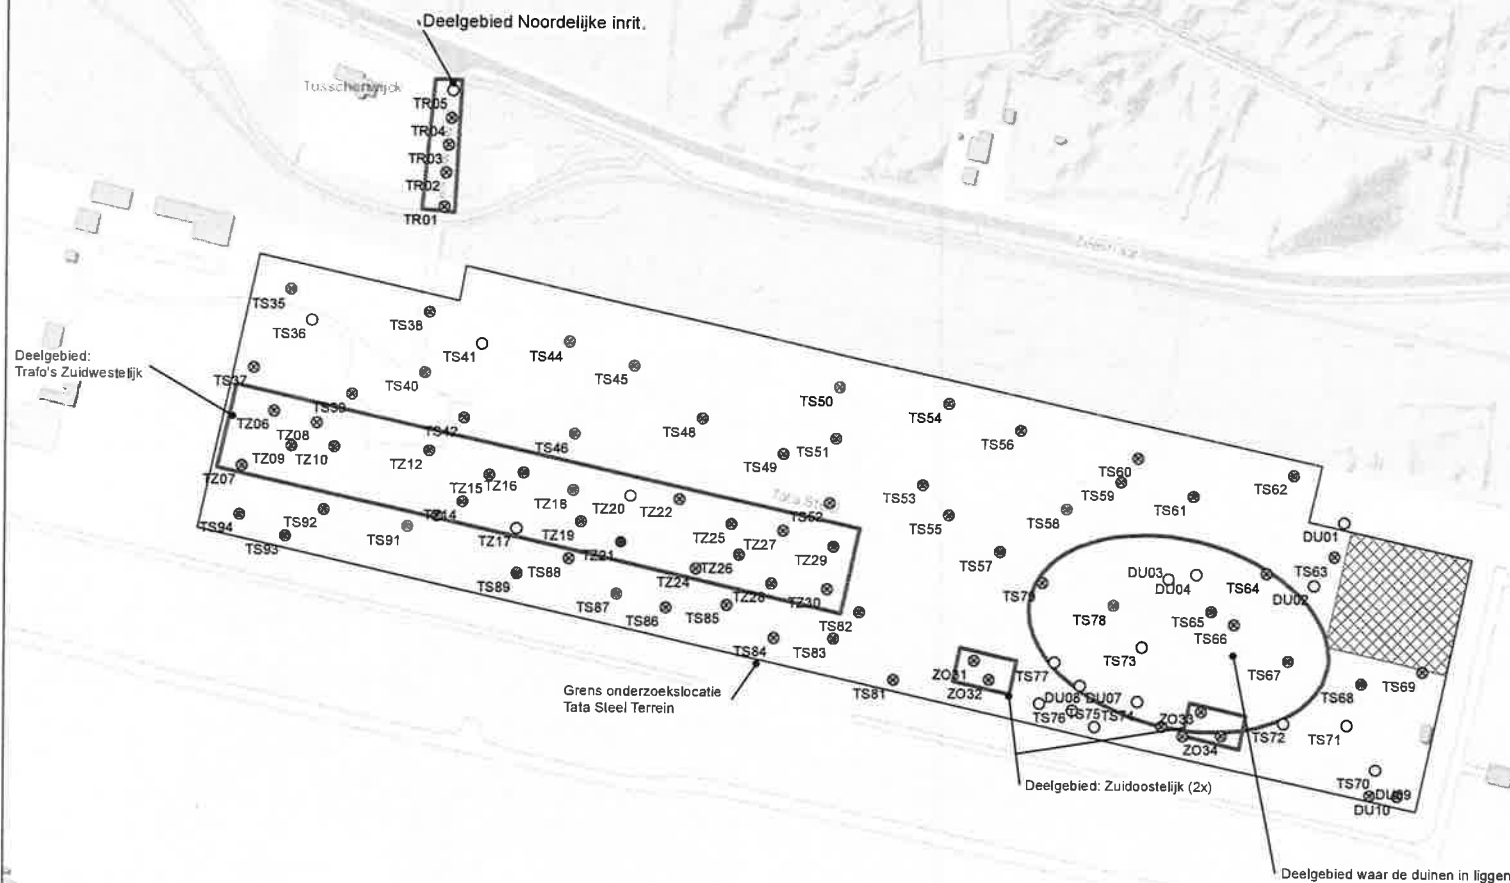 Deelgebied Noordelijke inrit.
Tusschenwijck
TR05
TR04
TR03
TR02
TR01
Zeestraat
TS35
TS36
TS38
TS41
TS44
TS45
Deelgebied:
Trafo's Zuidwestelijk
TS37
TS40
TS39
TS50
TS54
TZ06
TZ08
TS42
TS46
TS48
TS51
TS56
TZ09
TZ10
TZ12
TS49
TS60
TZ07
TZ15
TZ16
TZ18
TZ20
TZ22
Tata Steel
TS52
TS53
TS59
TS62
TS94
TS92
TZ14
TZ19
TZ25
TZ27
TS55
TS58
TS61
TS93
TS91
TZ17
TZ21
TZ26
TZ29
DU01
TS88
TZ24
TS57
TS63
TS89
TZ28
TZ30
TS79
DU03
DU04
TS64
DU02
TS87
TS86
TS85
TS82
TS78
TS65
TS66
TS84
TS83
TS73
TS67
TS81
ZO31
ZO32
TS77
TS68
TS69
Grens onderzoekslocatie
Tata Steel Terrein
DU08
DU07
TS76
TS75
TS74
ZO33
ZO34
TS72
TS71
TS70
DU09
DU10
Deelgebied: Zuidoostelijk (2x)
Deelgebied waar de duinen in liggen